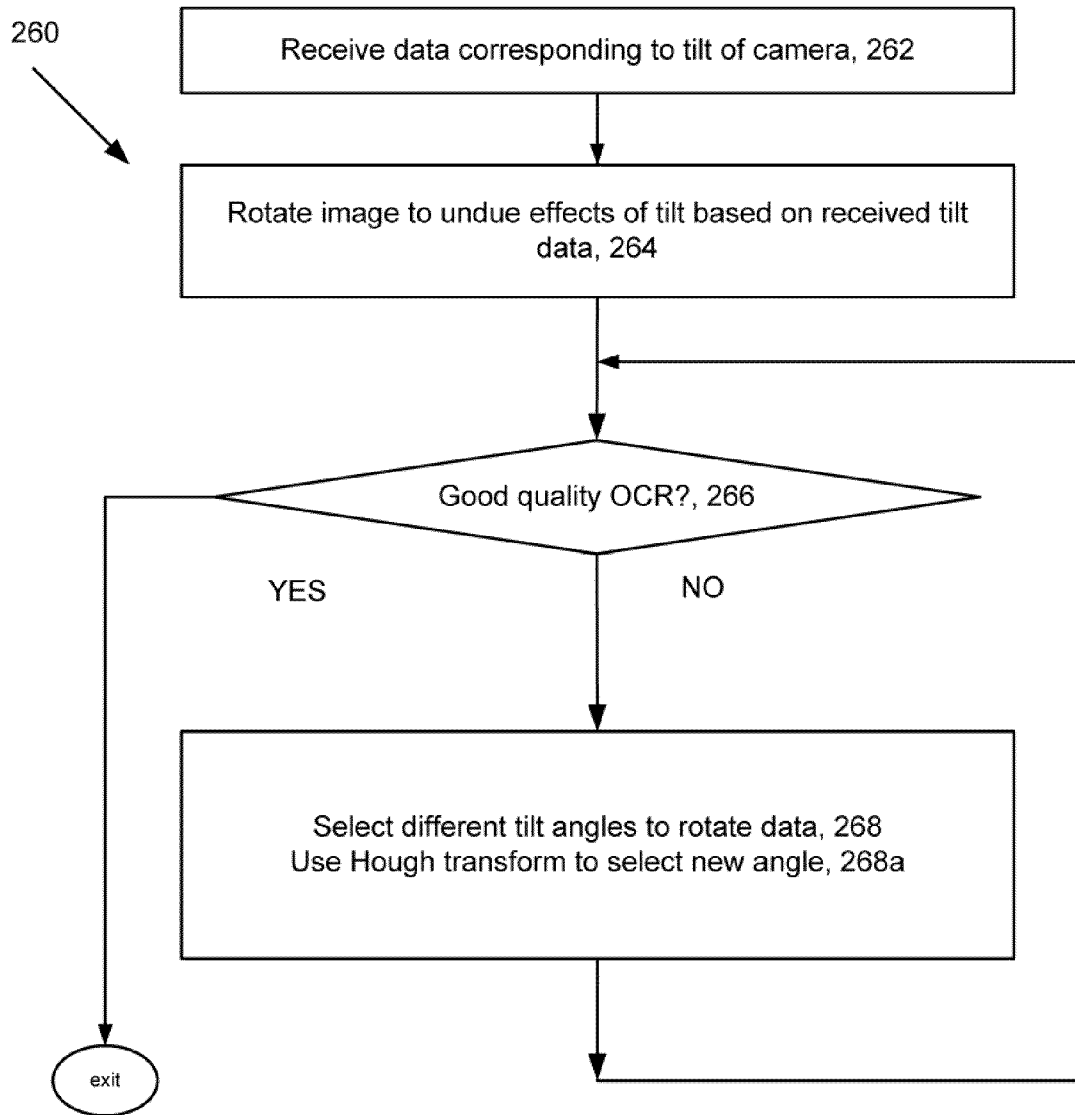 260
Receive data corresponding to tilt of camera, 262
Rotate image to undue effects of tilt based on received tilt
data, 264
Good quality OCR?, 266
YES
NO
Select different tilt angles to rotate data, 268
Use Hough transform to select new angle, 268a
exit